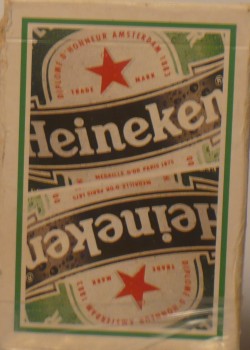 DIPLOME D'HONNEUR AMSTERDAM 1883
TRADE MARK
Heineken
MEDAILLE D'OR PARIS 1875
Heineken
TRADE MARK
DIPLOME D'HONNEUR AMSTERDAM 1883